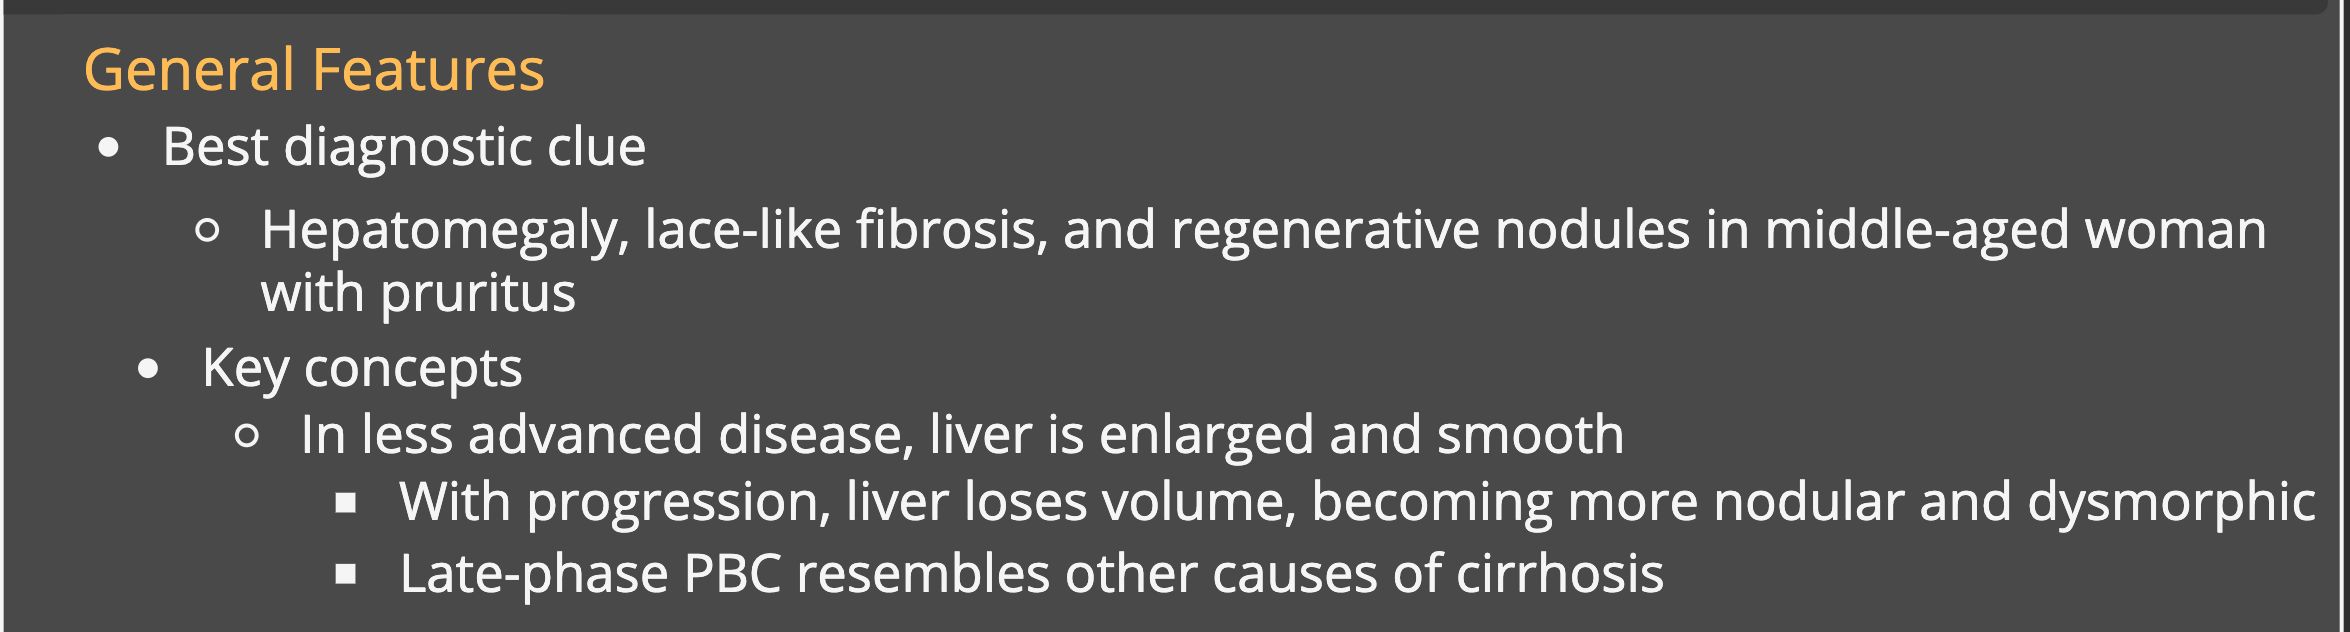 General Features
Best diagnostic clue
Hepatomegaly, lace-like fibrosis, and regenerative nodules in middle-aged woman
with pruritus
Key concepts
In less advanced disease, liver is enlarged and smooth
With progression, liver loses volume, becoming more nodular and dysmorphic
Late-phase PBC resembles other causes of cirrhosis